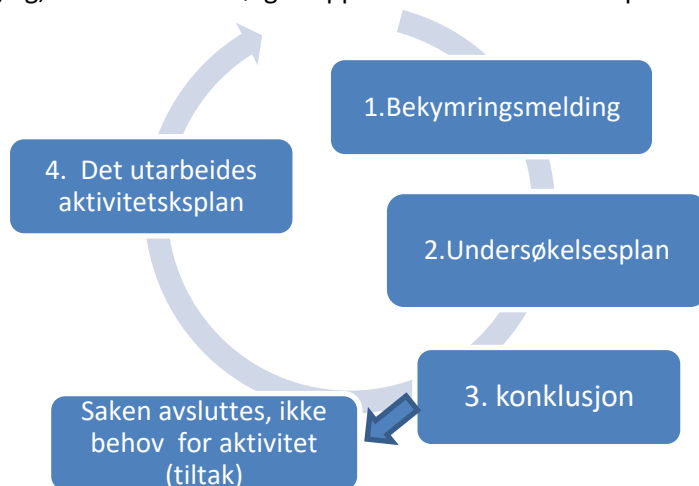 1.Bekymringsmelding
2.Undersøkelsesplan
3. konklusjon
Saken avsluttes, ikke
behov for aktivitet
(tiltak)
4. Det utarbeides
aktivitetsksplan